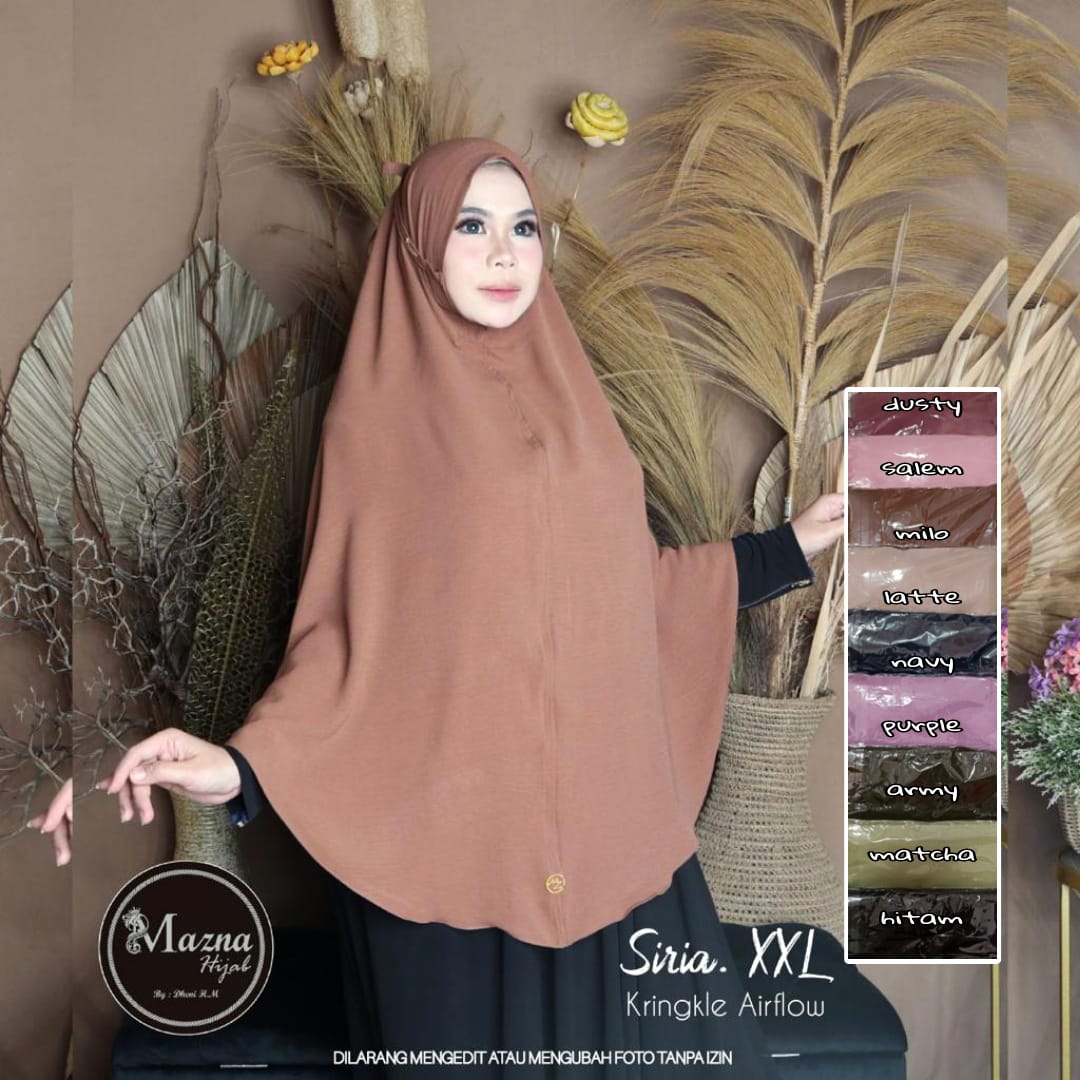 dusty
salem
milo
latte
navy
purple
army
matcha
hitam
Mazna
Hijab
By : Dhoni H.M
Siria. XXL
Kringkle Airflow
DILARANG MENGEDIT ATAU MENGUBAH FOTO TANPA IZIN